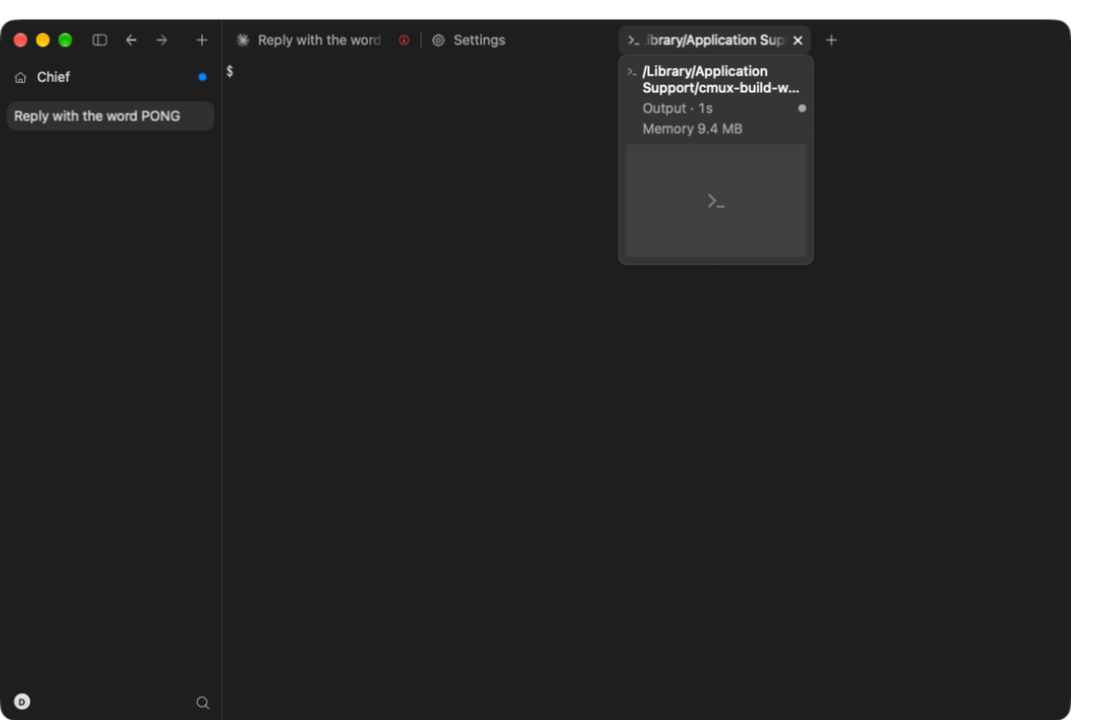 Reply with the word
Settings
ibrary/Application Sup
Chief
$
/Library/Application
Support/cmux-build-w...
Reply with the word PONG
Output · 1s
Memory 9.4 MB
>_
D